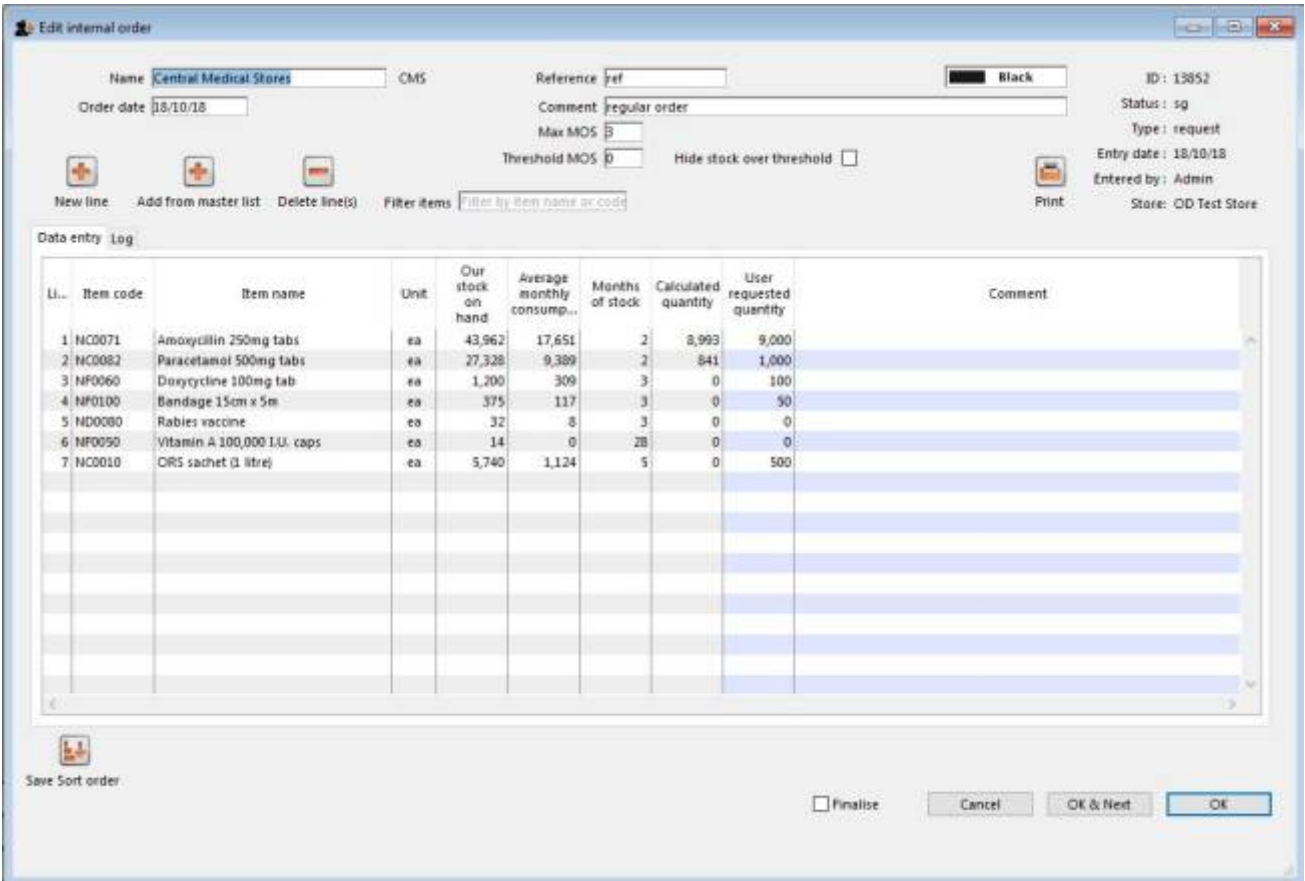 Edit internal order
Name Central Medical Stores CMS Reference ref Black ID : 13852
Order date 18/10/18 Comment regular order Status : sg
Max MOS 3 Type : request
Threshold MOS 0 Hide stock over threshold Entry date : 18/10/18
Entered by : Admin
New line Add from master list Delete line(s) Filter items Filter by item name or code Print Store: OD Test Store
Data entry Log
Li... Item code Item name Unit Our stock on hand Average monthly consump... Months of stock Calculated quantity User requested quantity Comment
1 NC0071 Amoxycillin 250mg tabs ea 43,962 17,651 2 8,993 9,000
2 NC0082 Paracetamol 500mg tabs ea 27,328 9,389 2 841 1,000
3 NF0060 Doxycycline 100mg tab ea 1,200 309 3 0 100
4 NF0100 Bandage 15cm x 5m ea 375 117 3 0 50
5 ND0080 Rabies vaccine ea 32 8 3 0 0
6 NF0050 Vitamin A 100,000 I.U. caps ea 14 0 28 0 0
7 NC0010 ORS sachet (1 litre) ea 5,740 1,124 5 0 500
Save Sort order
Finalise Cancel OK & Next OK